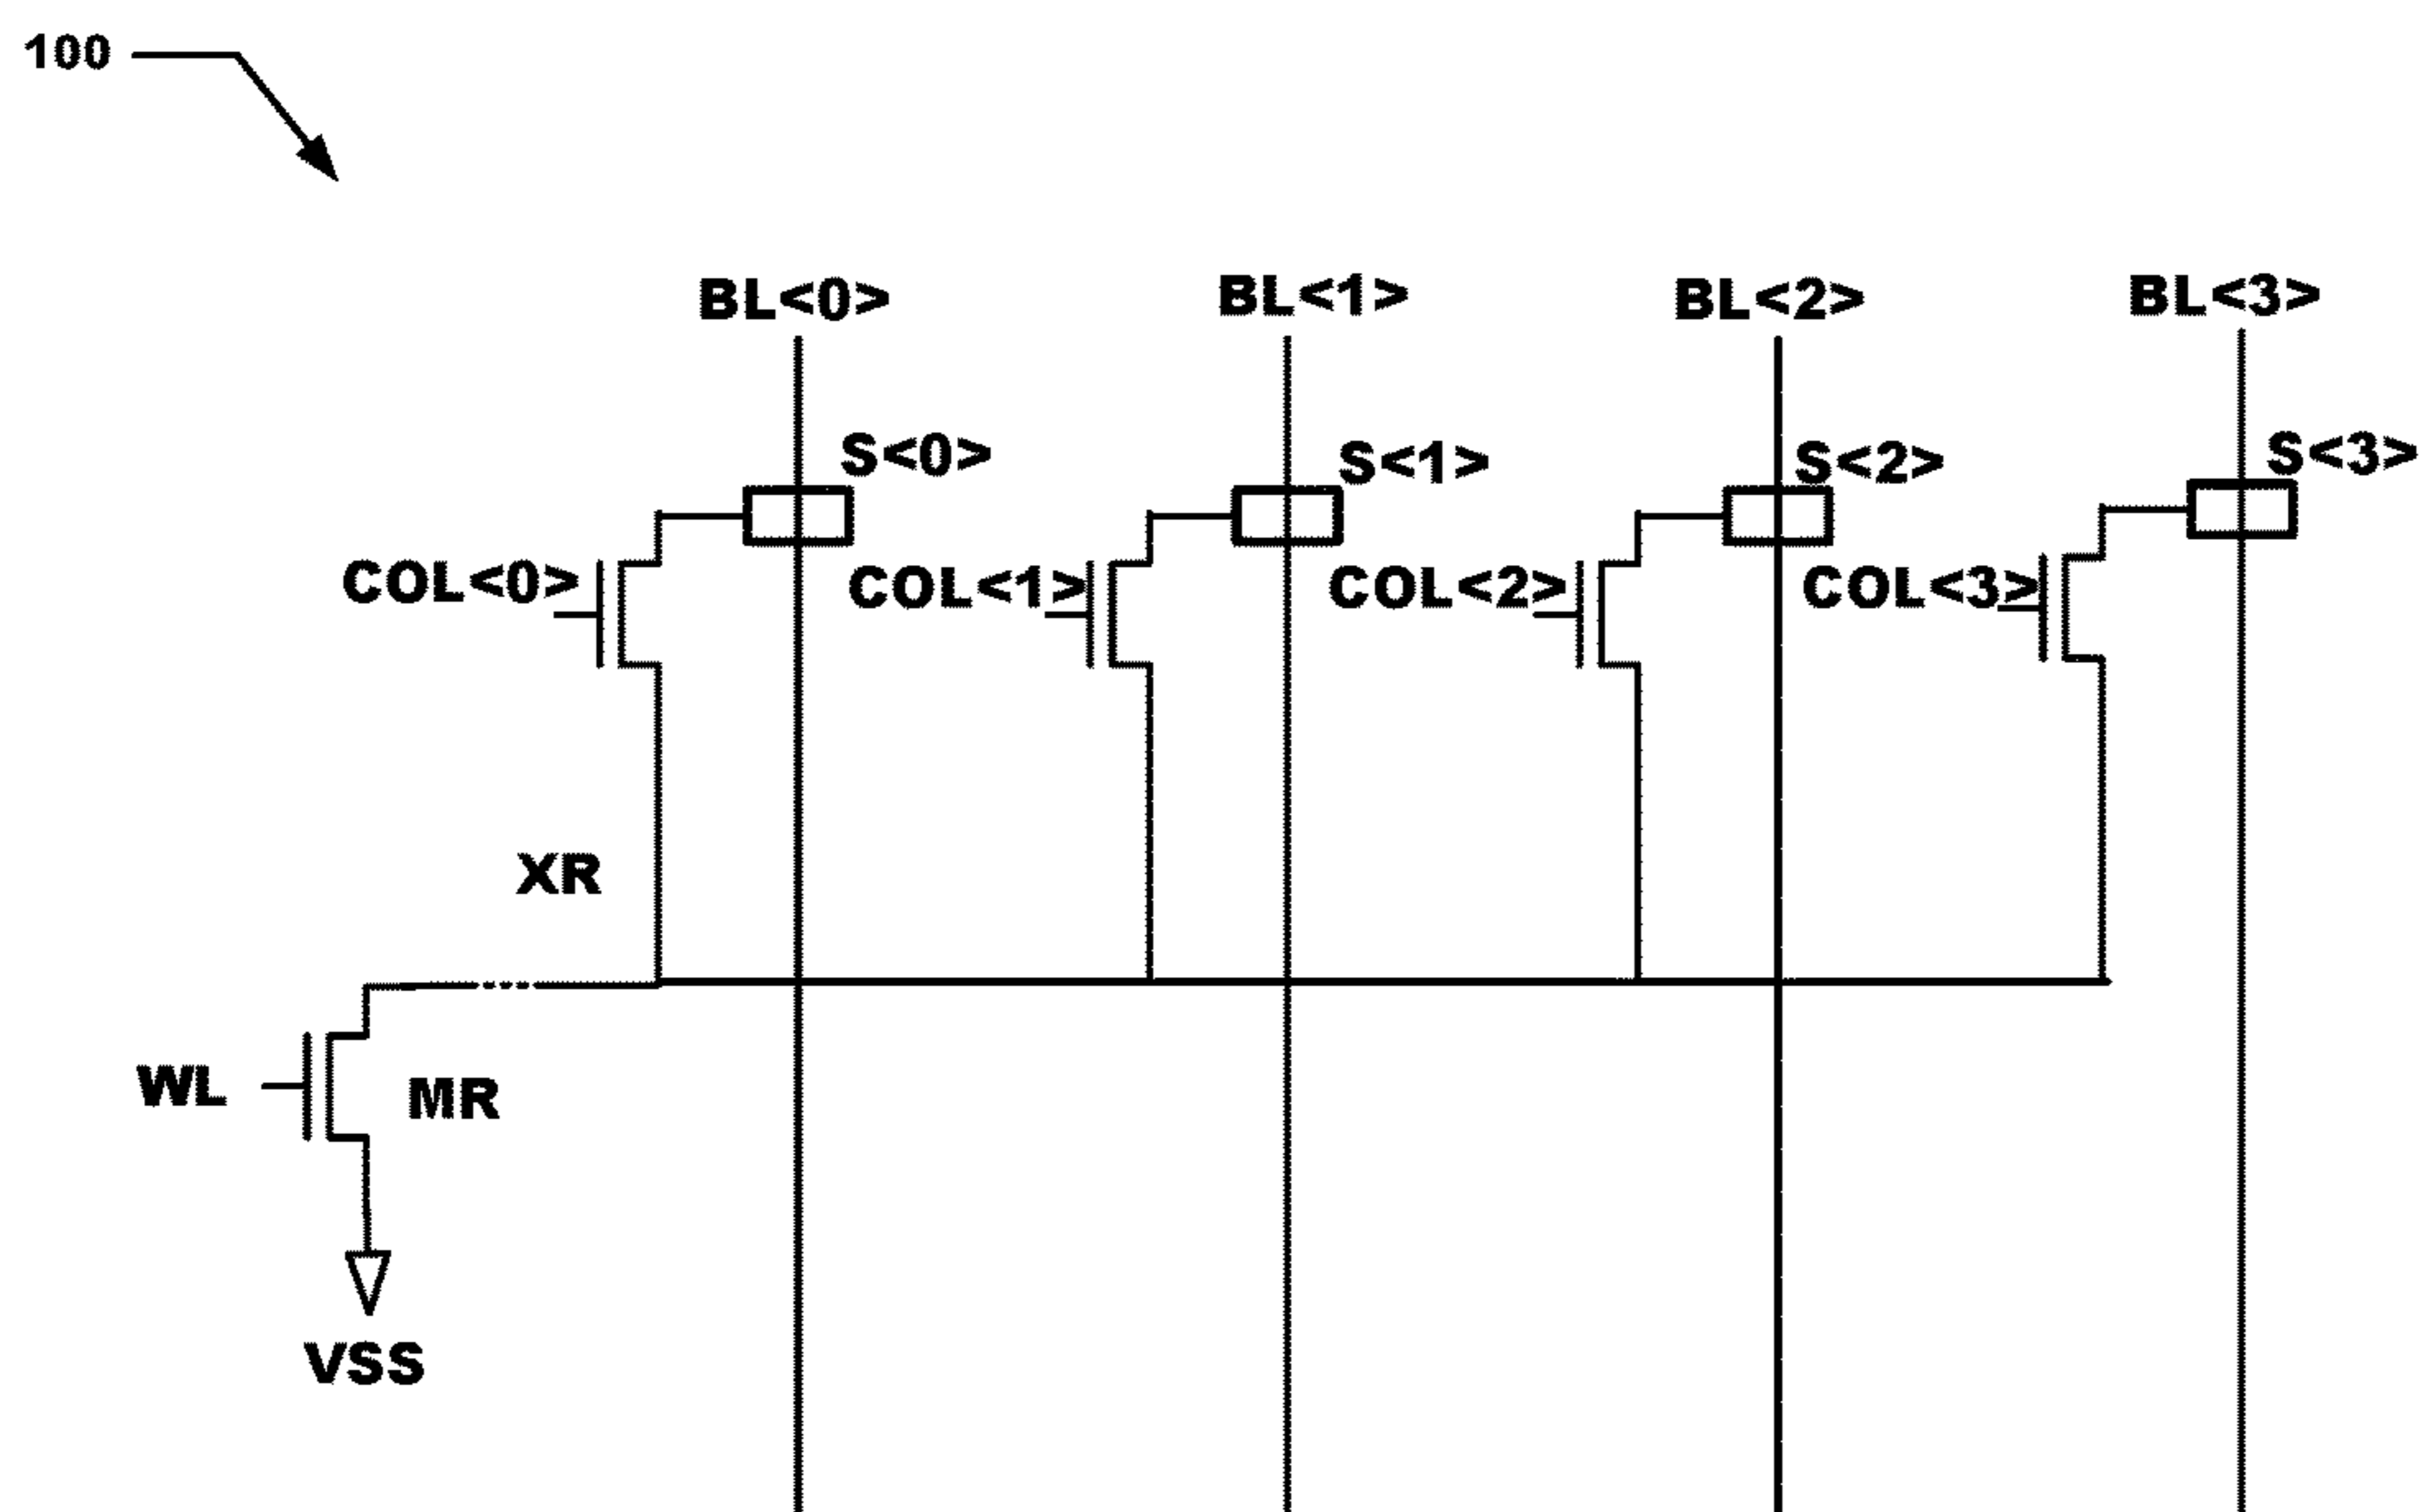 100
BL<0> BL<1> BL<2> BL<3>
S<0> S<1> S<2> S<3>
COL<0> COL<1> COL<2> COL<3>
XR
WL MR
VSS